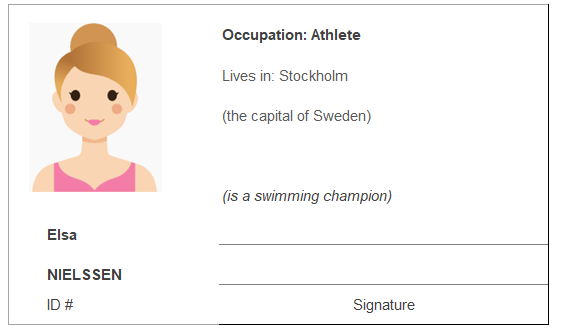 Occupation: Athlete
Lives in: Stockholm
(the capital of Sweden)
(is a swimming champion)
Elsa
NIELSSEN
ID #
Signature